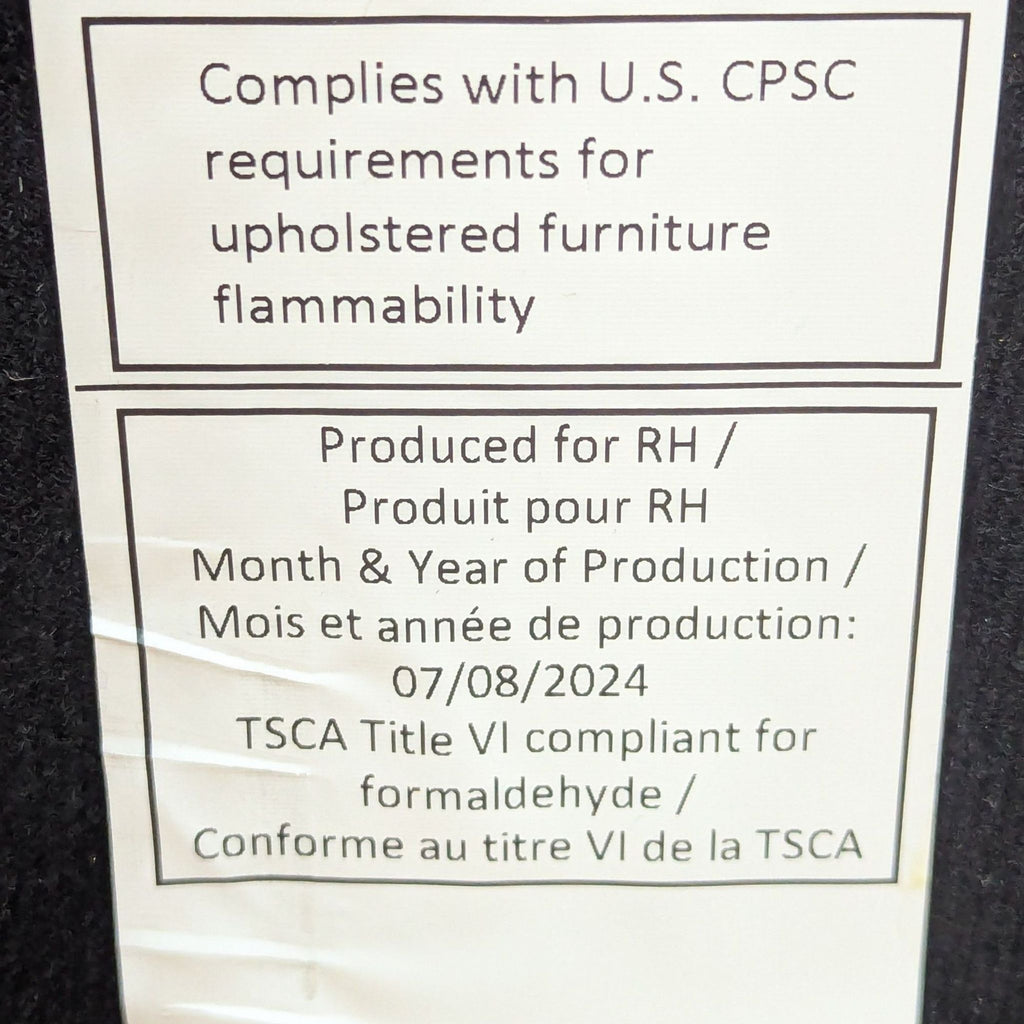 Complies with U.S. CPSC
requirements for
upholstered furniture
flammability
Produced for RH /
Produit pour RH
Month & Year of Production /
Mois et année de production:
07/08/2024
TSCA Title VI compliant for
formaldehyde /
Conforme au titre VI de la TSCA